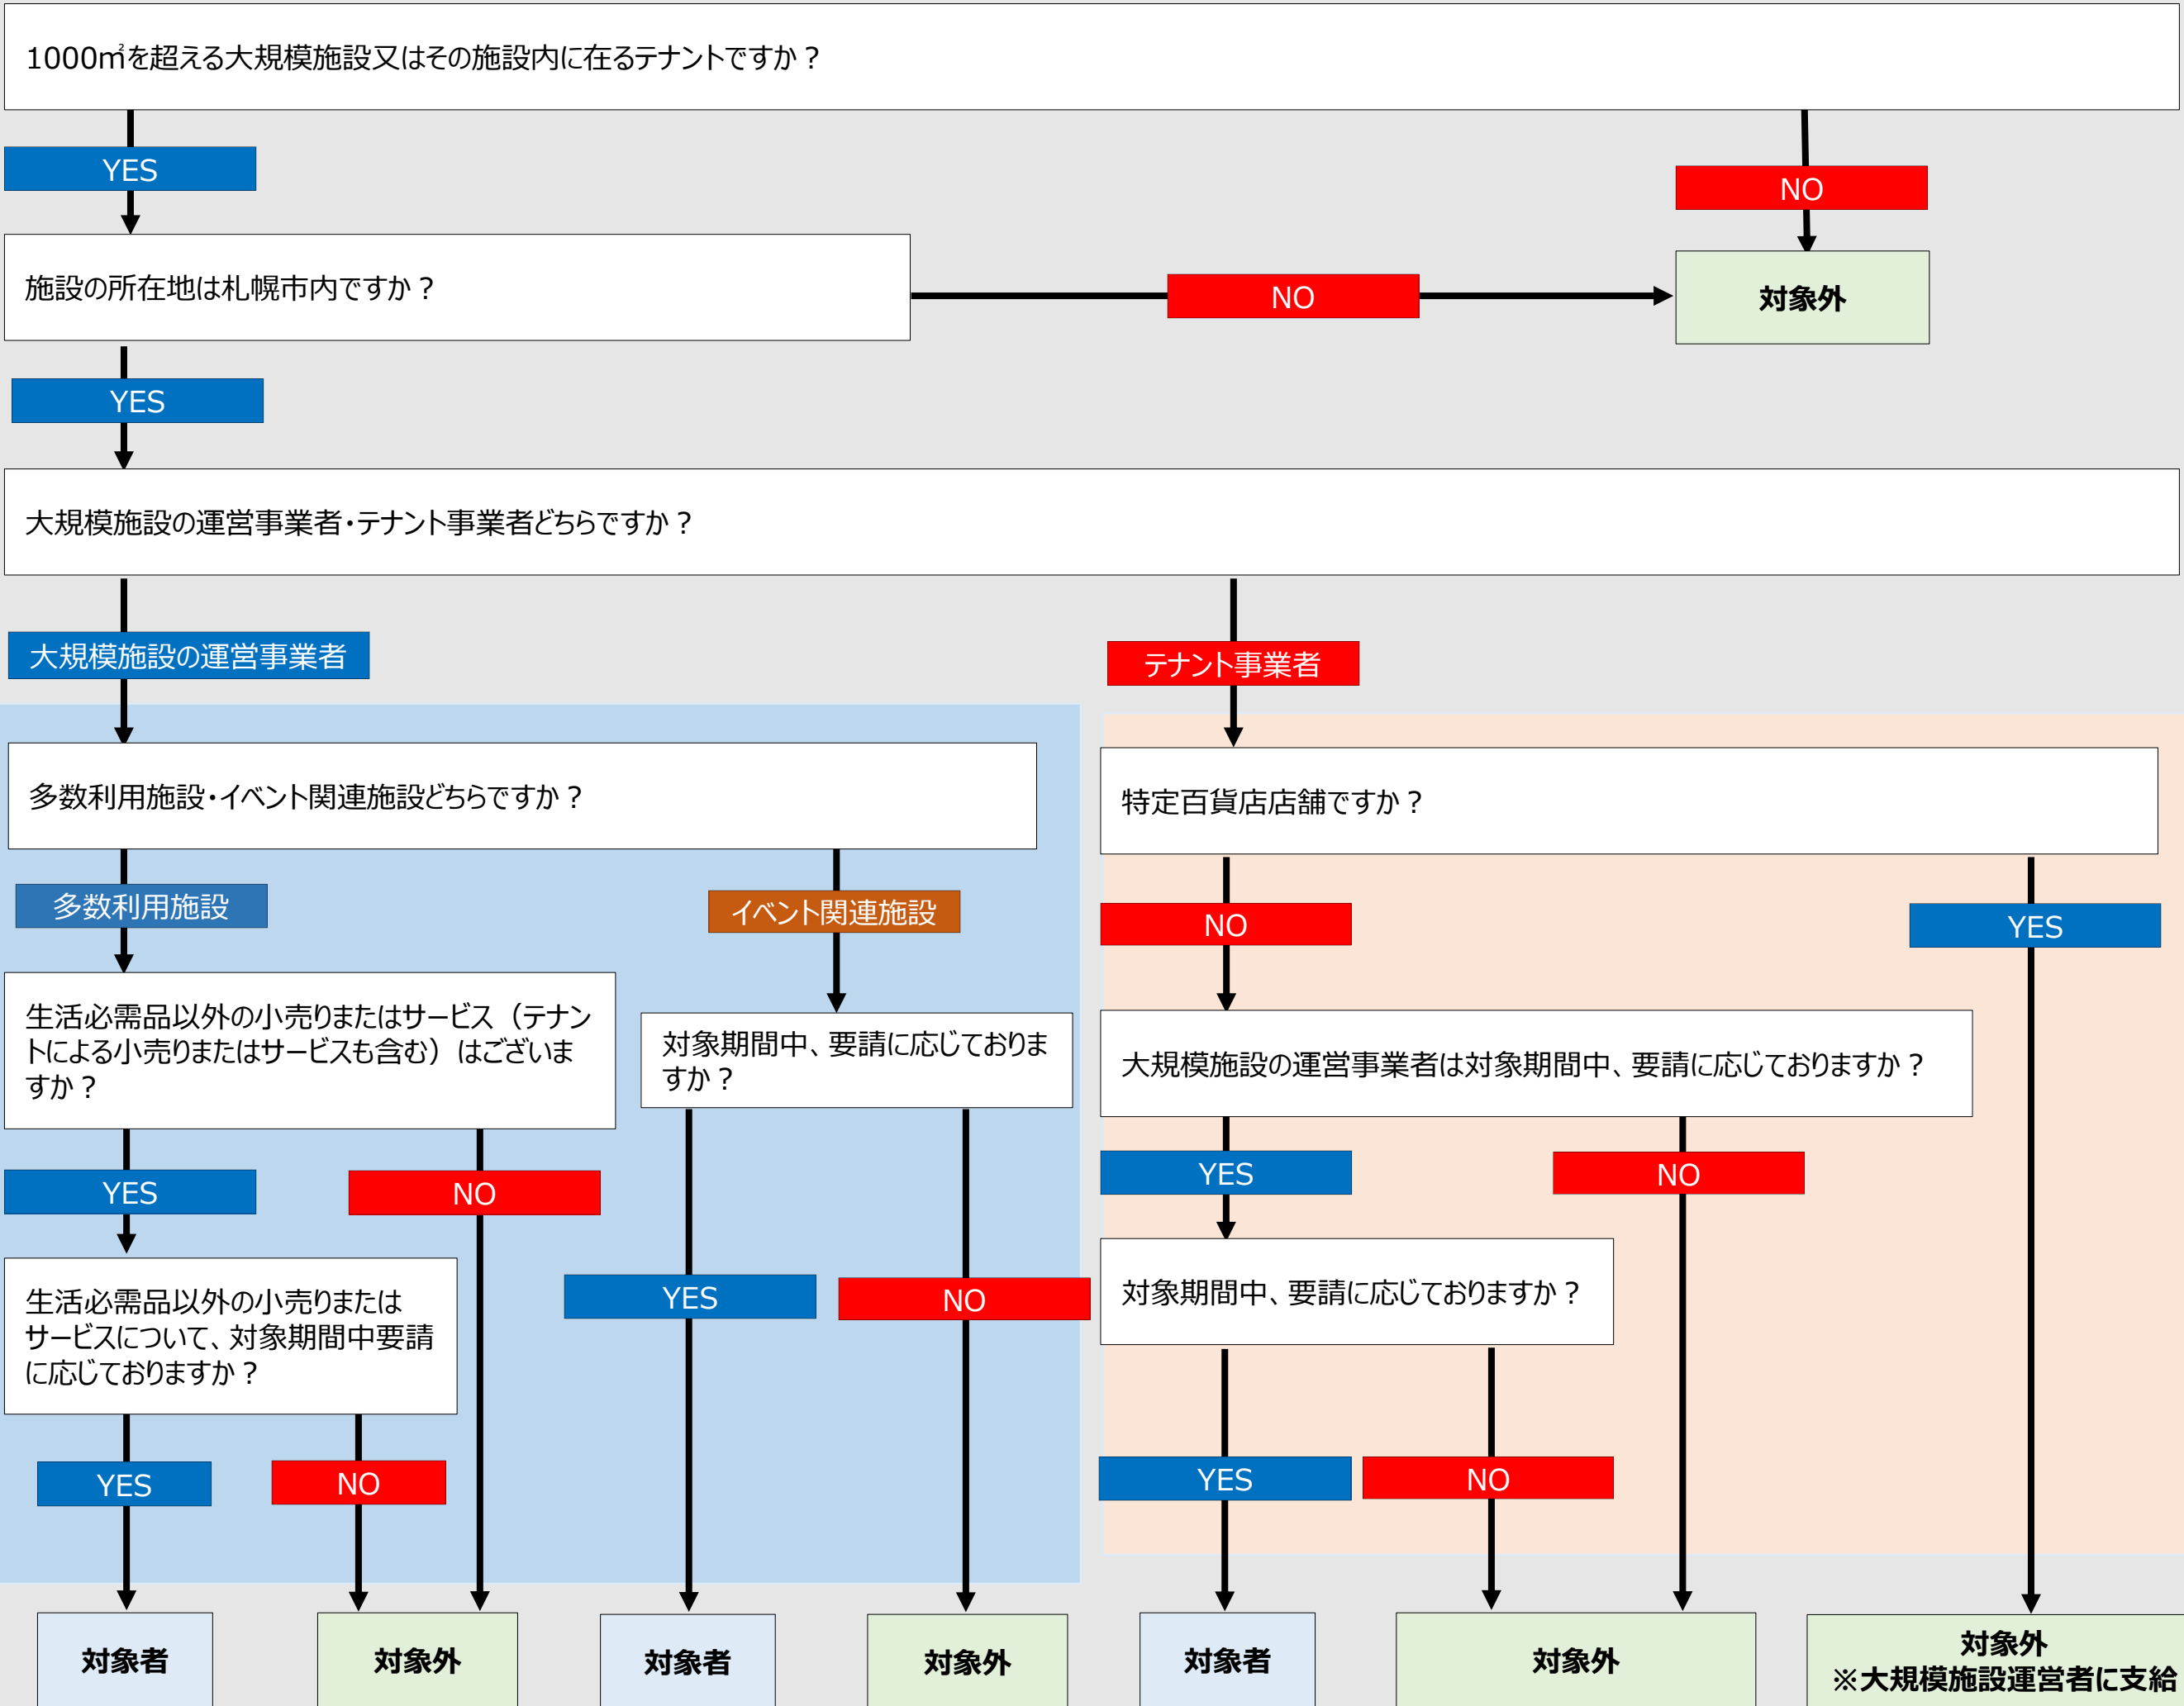 1000㎡を超える大規模施設又はその施設内に在るテナントですか？
YES
NO
施設の所在地は札幌市内ですか？
NO
対象外
YES
大規模施設の運営事業者・テナント事業者どちらですか？
大規模施設の運営事業者
テナント事業者
多数利用施設・イベント関連施設どちらですか？
特定百貨店店舗ですか？
多数利用施設
イベント関連施設
NO
YES
生活必需品以外の小売りまたはサービス（テナン
トによる小売りまたはサービスも含む）はございま
すか？
対象期間中、要請に応じておりま
すか？
大規模施設の運営事業者は対象期間中、要請に応じておりますか？
YES
NO
YES
NO
生活必需品以外の小売りまたは
サービスについて、対象期間中要請
に応じておりますか？
YES
NO
対象期間中、要請に応じておりますか？
YES
NO
YES
NO
対象者
対象外
対象者
対象外
対象者
対象外
対象外
※大規模施設運営者に支給